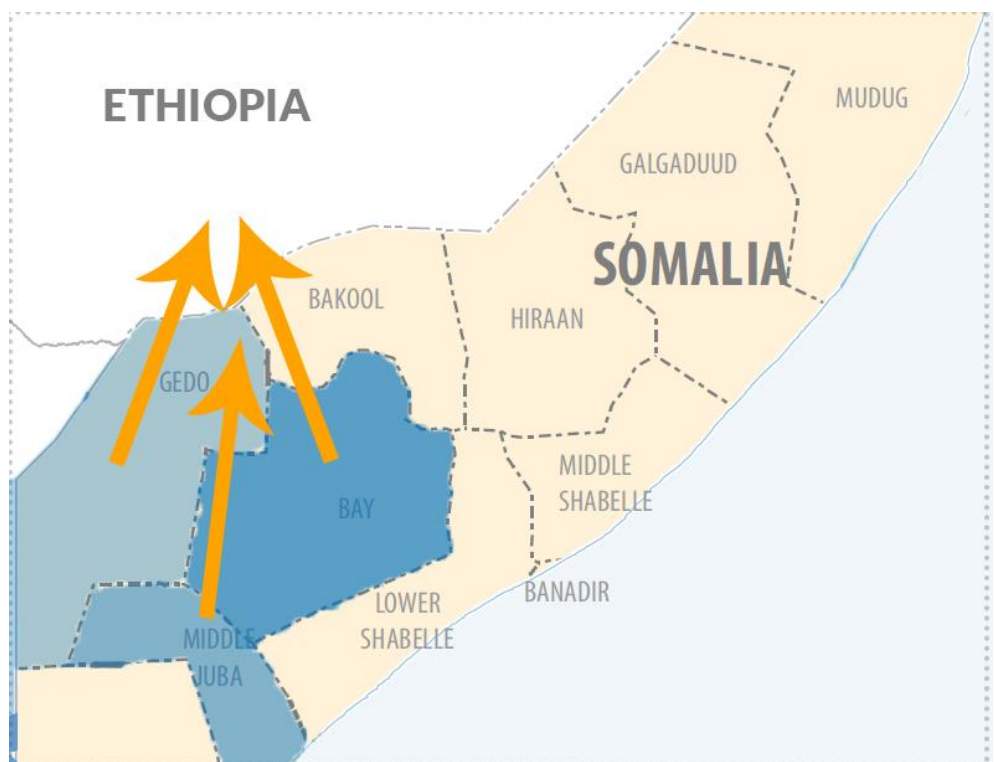 ETHIOPIA
MUDUG
GALGADUUD
SOMALIA
BAKOOL
HIRAAN
GEDO
MIDDLE
SHABELLE
BAY
BANADIR
LOWER
SHABELLE
MIDDLE
JUBA